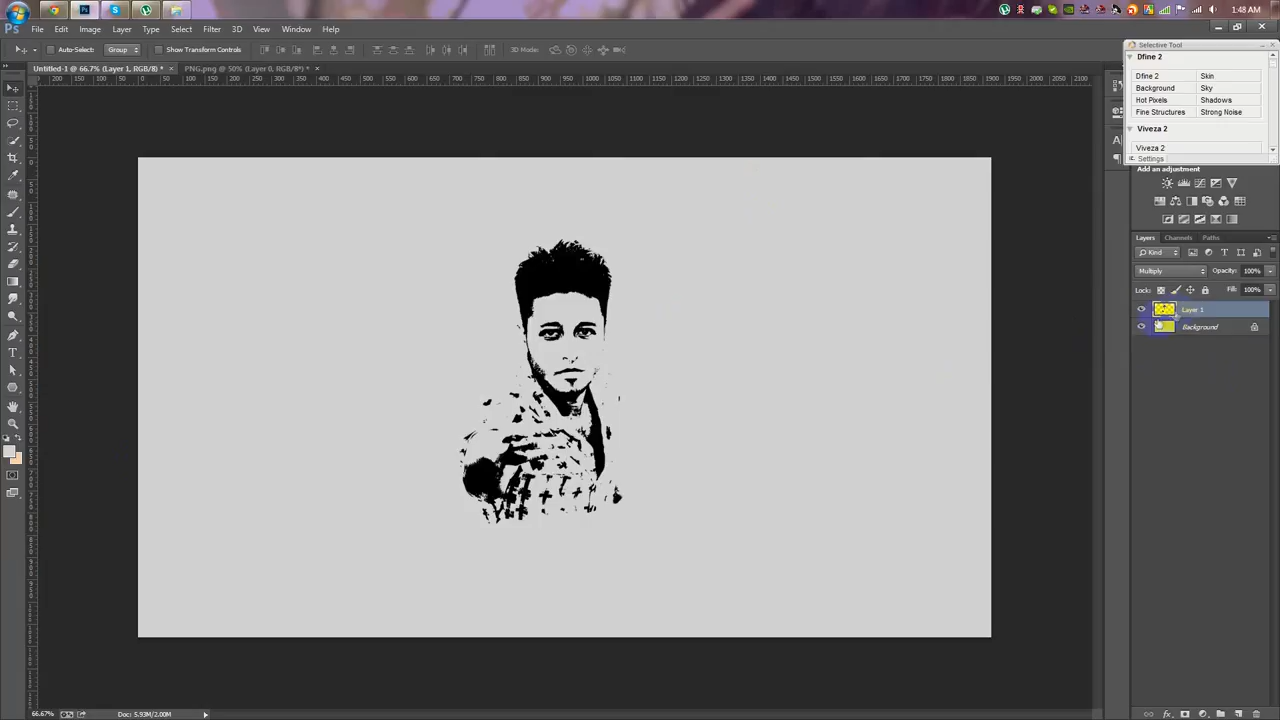 1:48 AM
Ps File Edit Image Layer Type Select Filter 3D View Window Help
Auto-Select: Group Show Transform Controls 3D Mode:
Untitled-1 @ 66.7% (Layer 1, RGB/8) * × PNG.png @ 50% (Layer 0, RGB/8*) * ×
Selective Tool
Dfine 2
Dfine 2 Skin
Background Sky
Hot Pixels Shadows
Fine Structures Strong Noise
Viveza 2
Viveza 2
Settings
Add an adjustment
Layers Channels Paths
Kind
Multiply Opacity: 100%
Lock: Fill: 100%
Layer 1
Background
66.67% Doc: 5.93M/2.00M